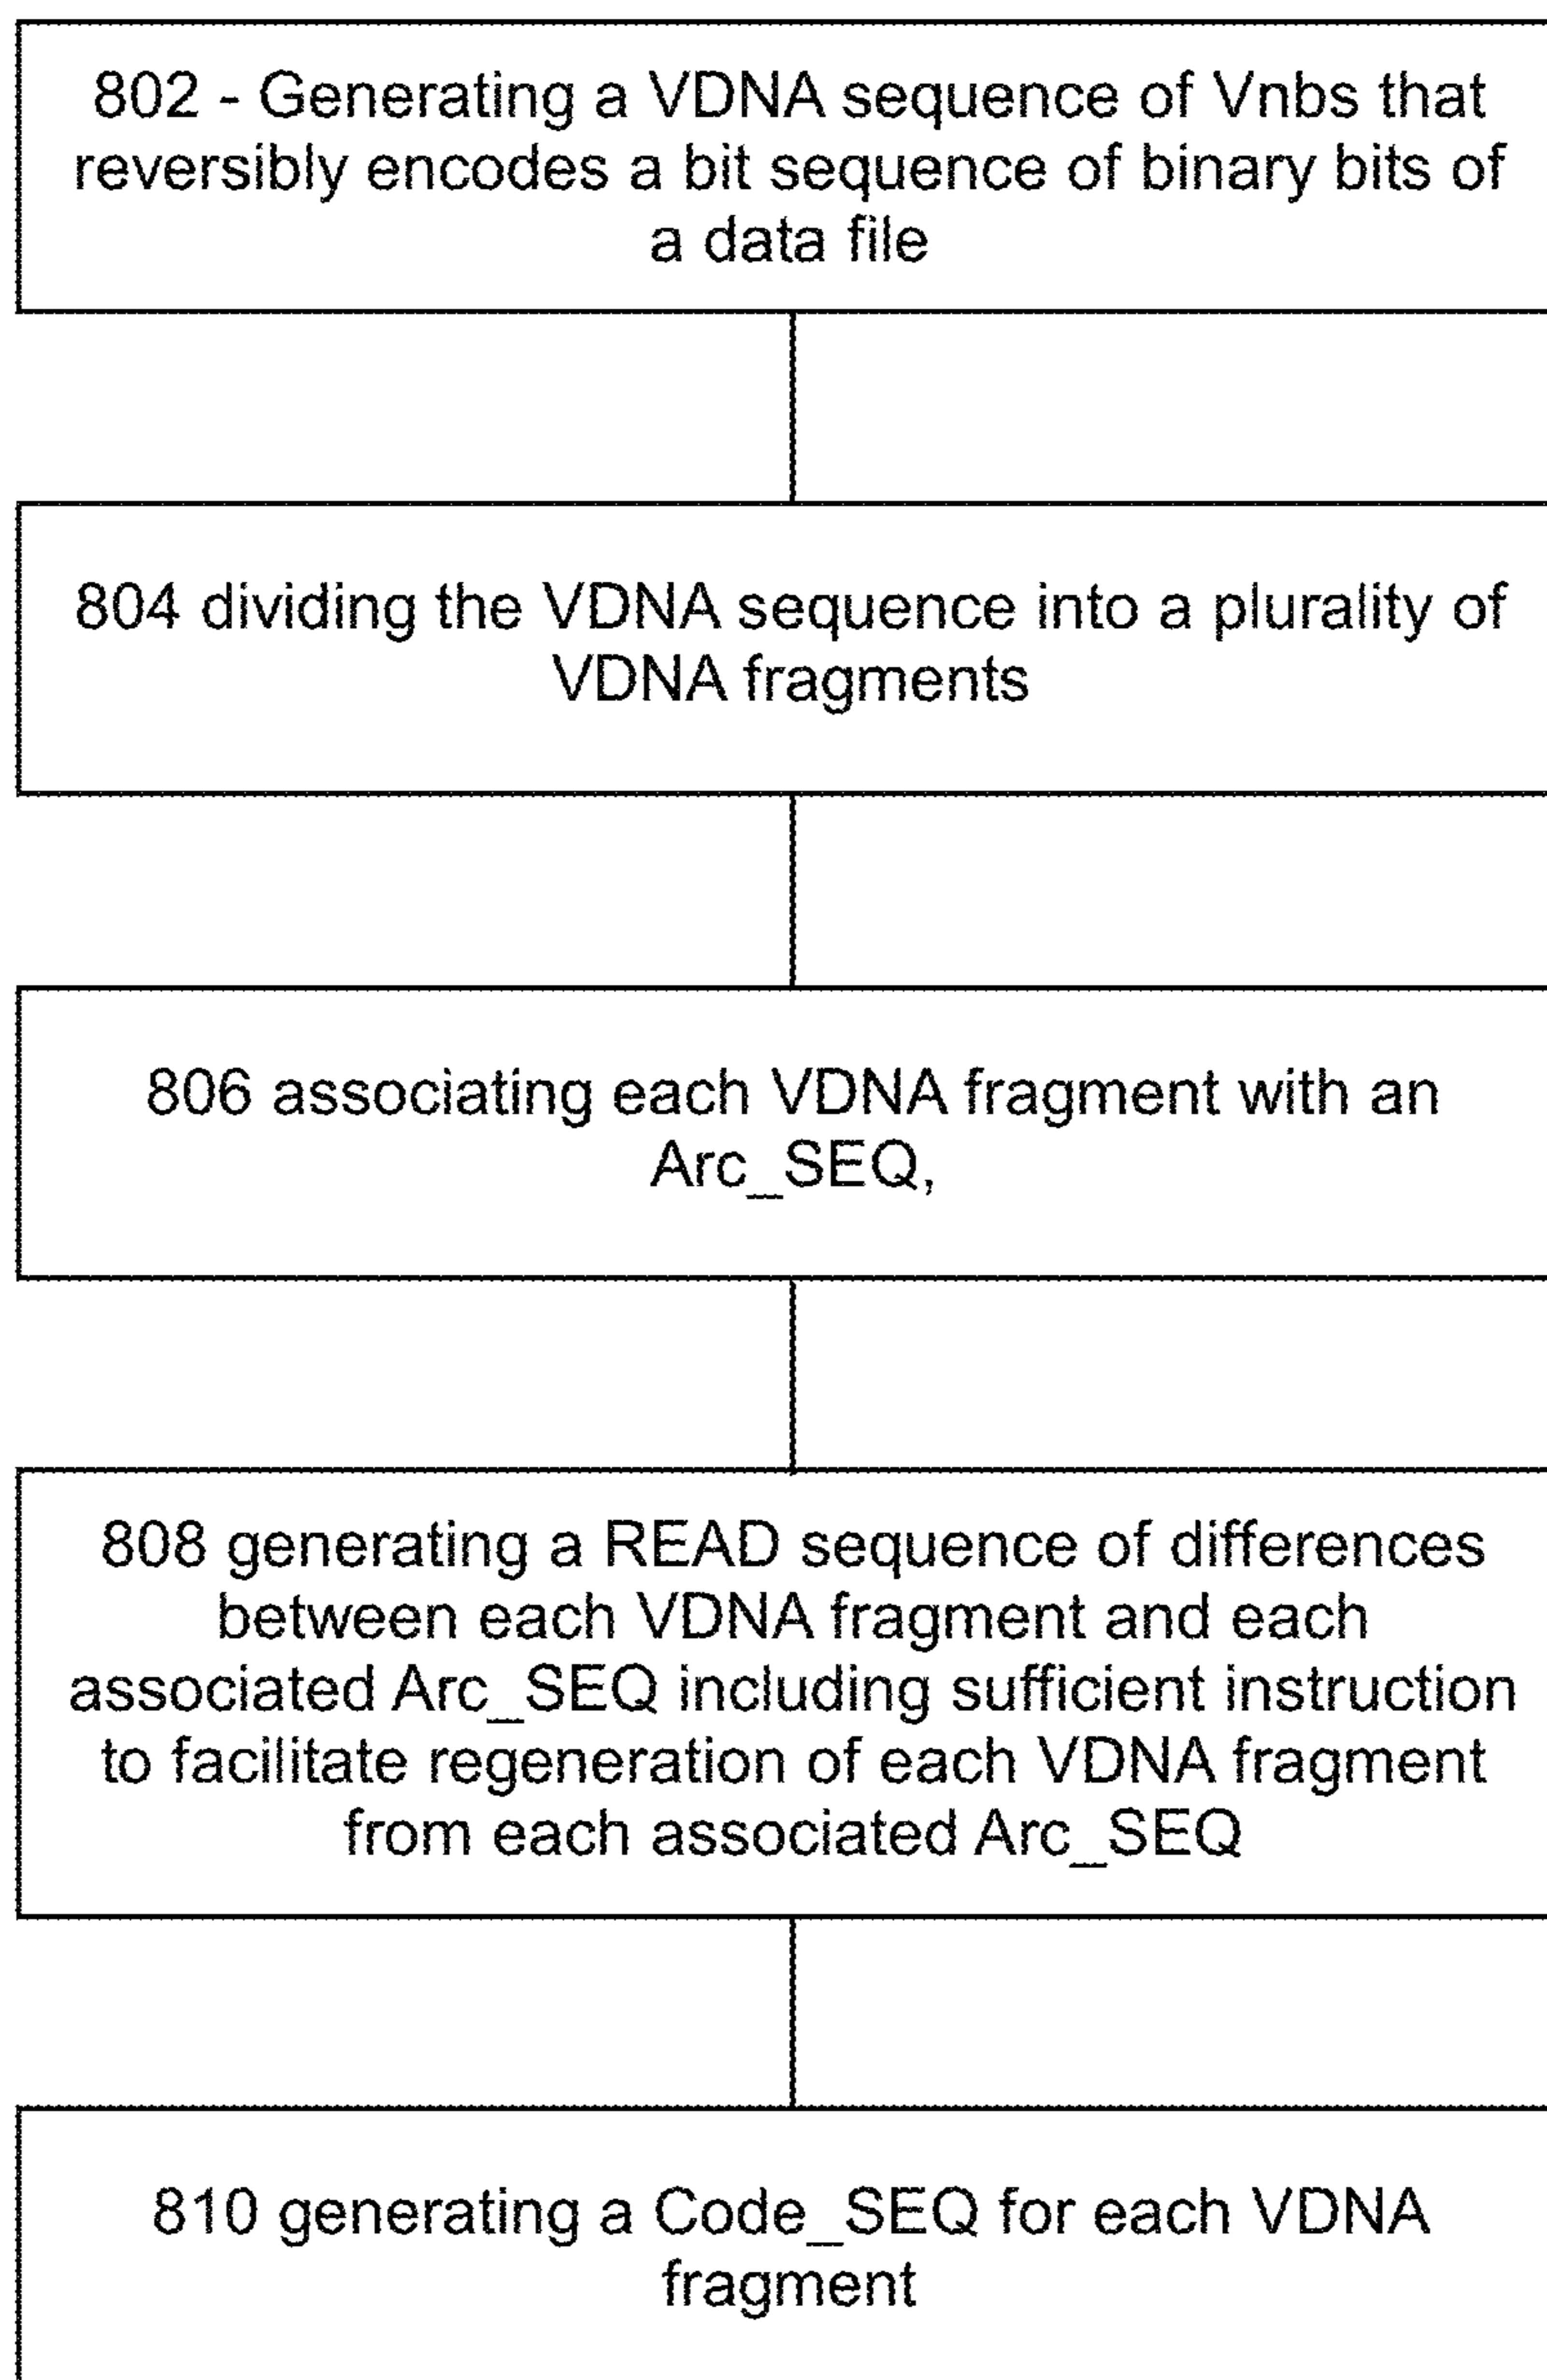 802 - Generating a VDNA sequence of Vnbs that
reversibly encodes a bit sequence of binary bits of
a data file
804 dividing the VDNA sequence into a plurality of
VDNA fragments
806 associating each VDNA fragment with an
Arc_SEQ,
808 generating a READ sequence of differences
between each VDNA fragment and each
associated Arc_SEQ including sufficient instruction
to facilitate regeneration of each VDNA fragment
from each associated Arc_SEQ
810 generating a Code_SEQ for each VDNA
fragment